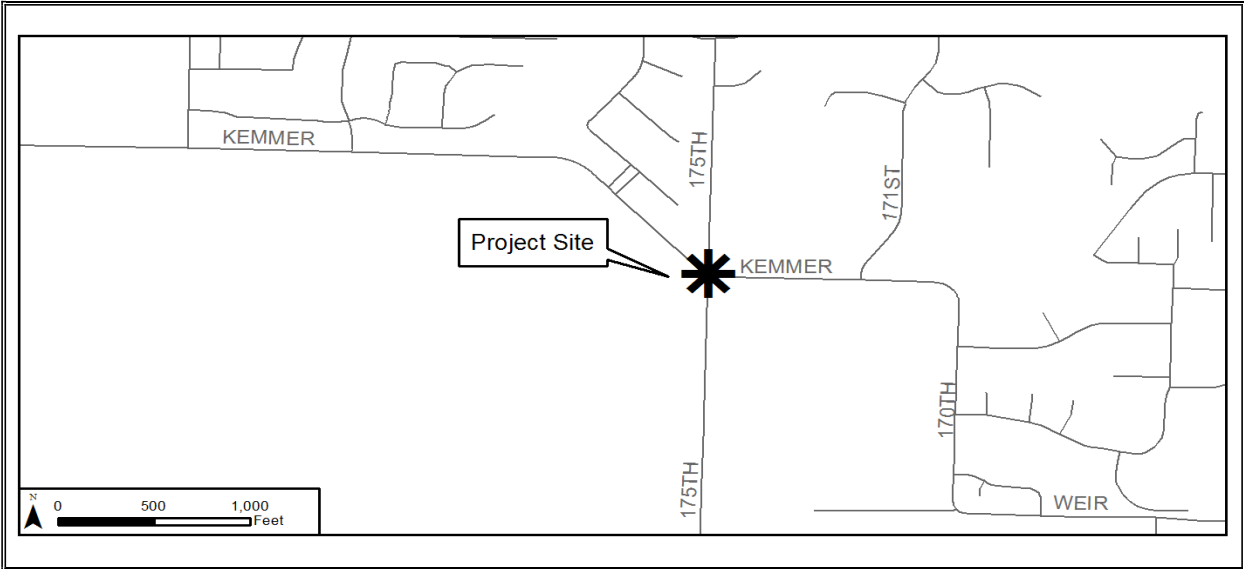 KEMMER
175TH
171ST
Project Site
KEMMER
170TH
175TH
N
0 500 1,000
Feet
WEIR